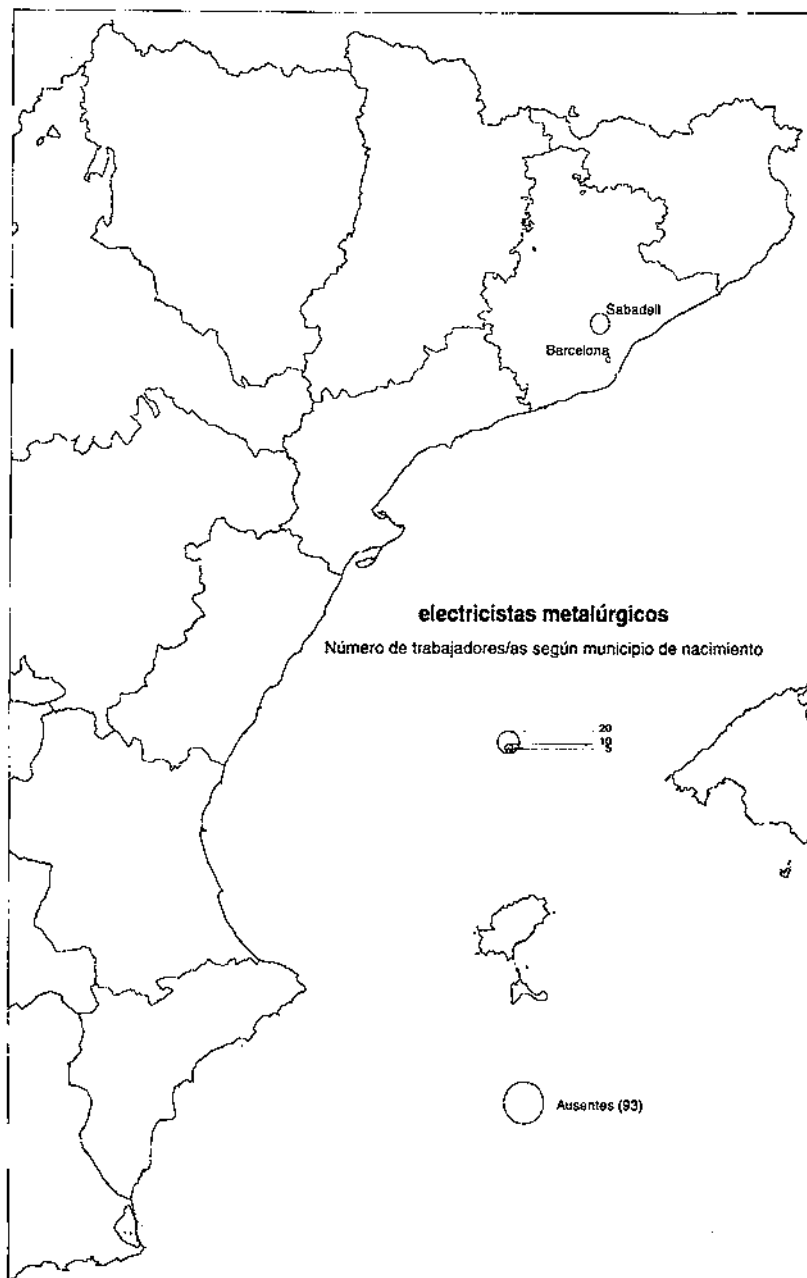 Sabadell
Barcelona
electricistas metalúrgicos
Número de trabajadores/as según municipio de nacimiento
20
10
5
Ausentes (93)